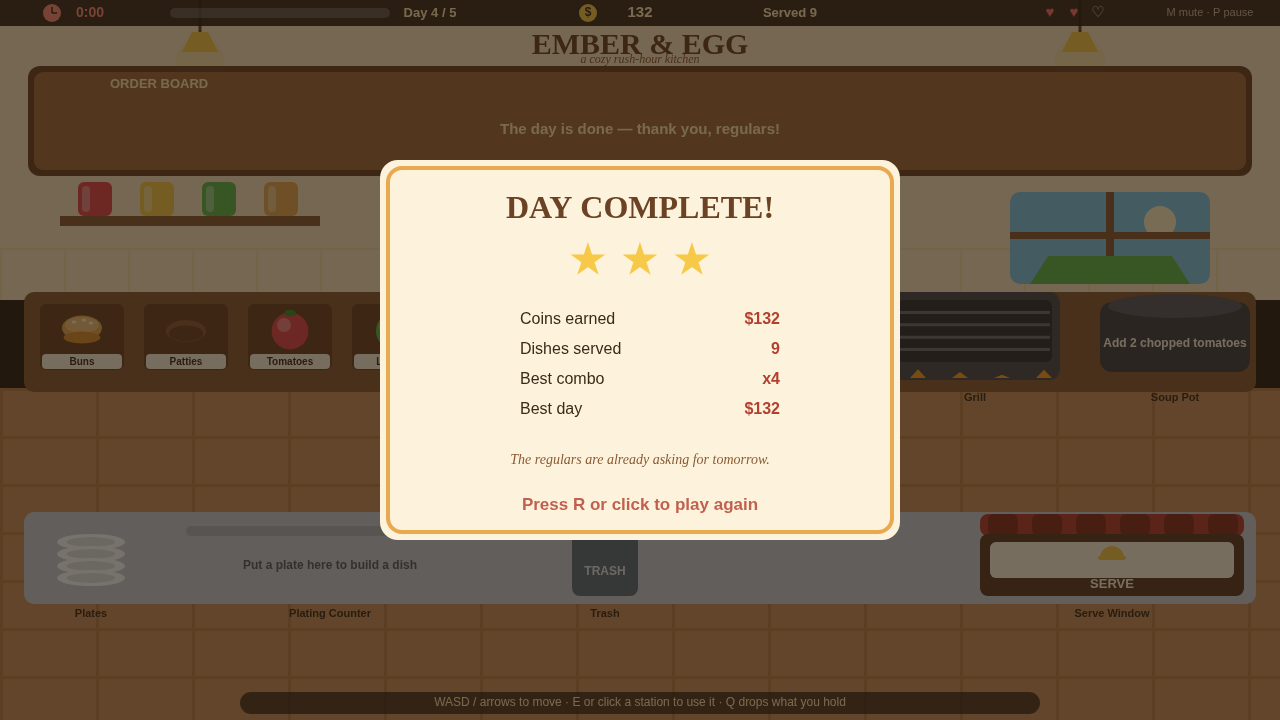 0:00
Day 4 / 5
$
132
Served 9
M mute · P pause
EMBER & EGG
a cozy rush-hour kitchen
ORDER BOARD
The day is done — thank you, regulars!
DAY COMPLETE!
Coins earned $132
Dishes served 9
Best combo x4
Best day $132
The regulars are already asking for tomorrow.
Press R or click to play again
Buns
Patties
Tomatoes
L
Add 2 chopped tomatoes
Grill
Soup Pot
Put a plate here to build a dish
TRASH
SERVE
Plates
Plating Counter
Trash
Serve Window
WASD / arrows to move · E or click a station to use it · Q drops what you hold